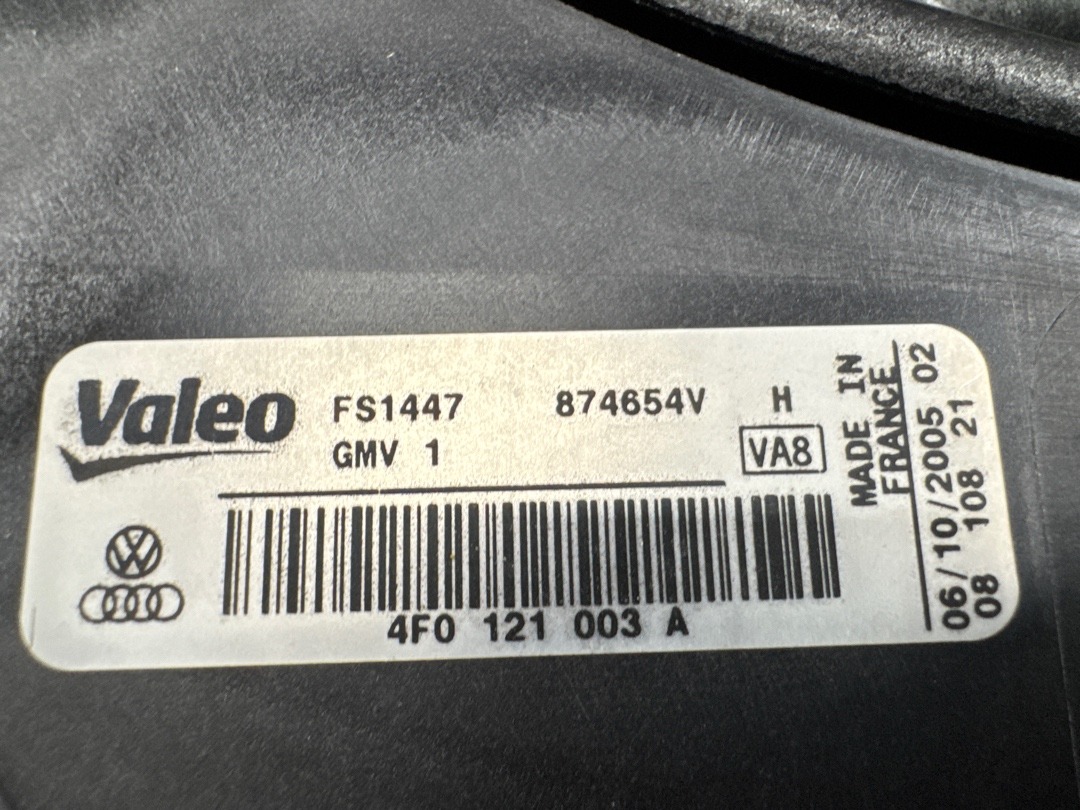 Valeo
FS1447 874654V H
GMV 1 VA8
4F0 121 003 A
MADE IN
FRANCE
06/10/2005 02
08 108 21